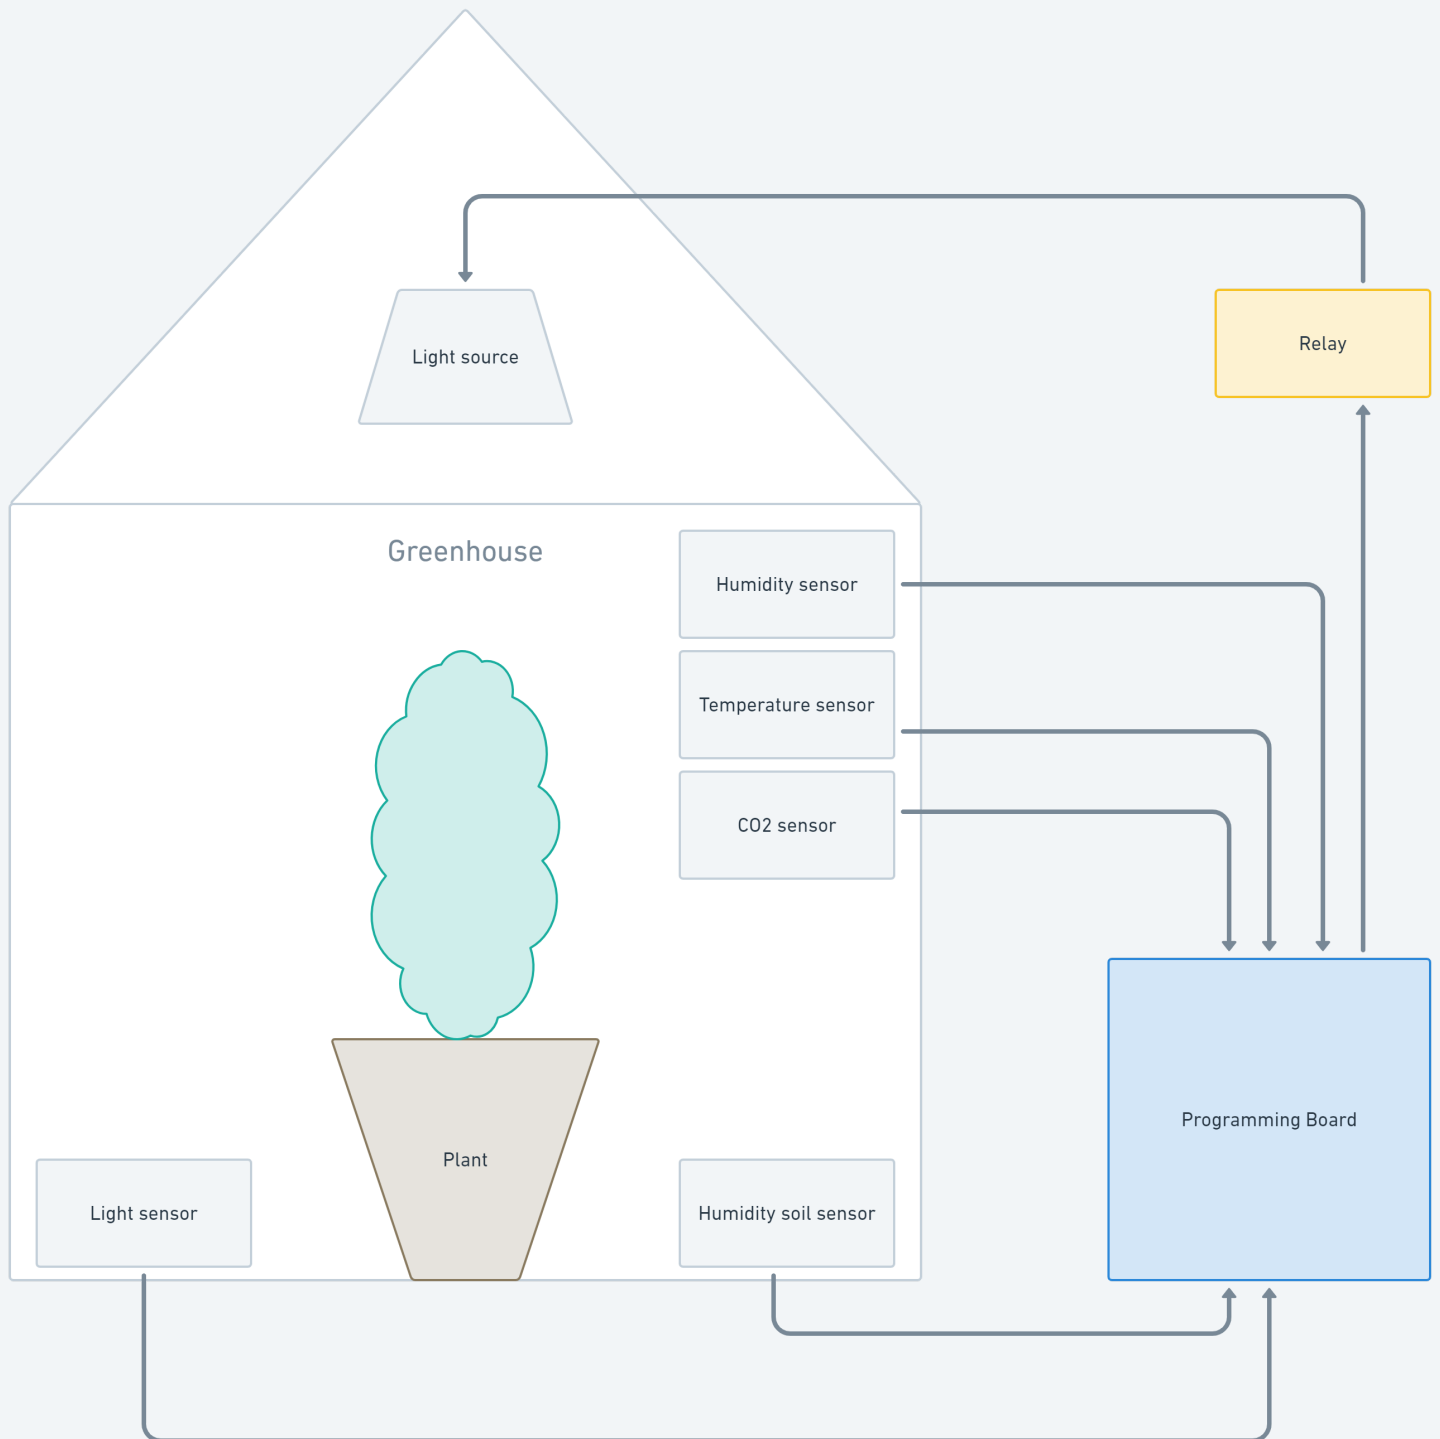 Light source
Relay
Greenhouse
Humidity sensor
Temperature sensor
CO2 sensor
Programming Board
Plant
Light sensor
Humidity soil sensor